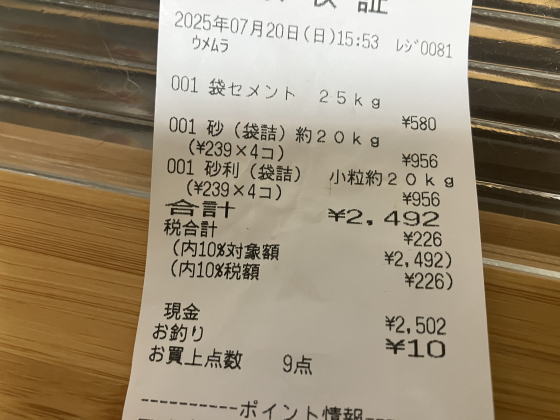 証
2025年07月20日(日)15:53 レジ0081
ウメムラ
001 袋セメント 25kg
¥580
001 砂(袋詰)約20kg
(¥239×4コ) ¥956
001 砂利(袋詰) 小粒約20kg
(¥239×4コ) ¥956
合計 ¥2,492
税合計 ¥226
(内10%対象額 ¥2,492)
(内10%税額 ¥226)
現金 ¥2,502
お釣り ¥10
お買上点数 9点
----------ポイント情報--